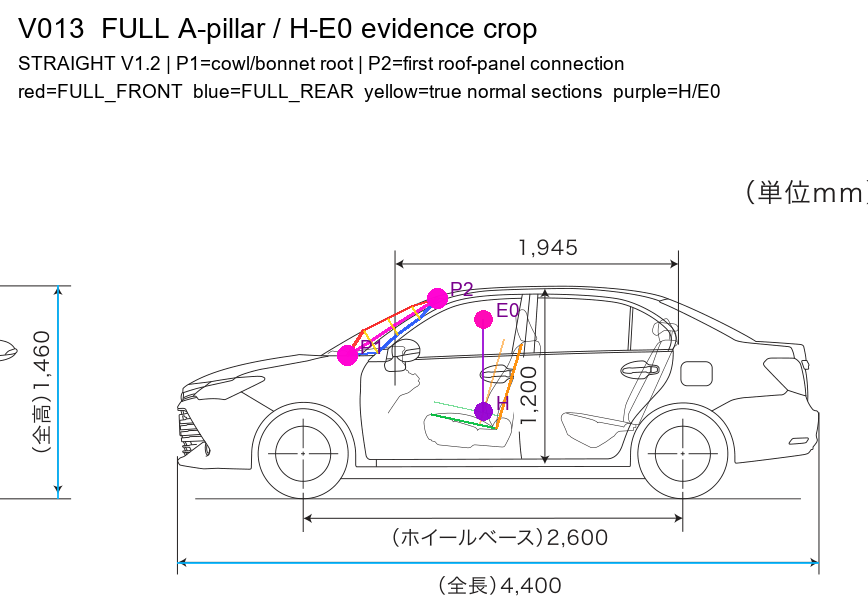 V013  FULL A-pillar / H-E0 evidence crop
STRAIGHT V1.2 | P1=cowl/bonnet root | P2=first roof-panel connection
red=FULL_FRONT  blue=FULL_REAR  yellow=true normal sections  purple=H/E0
（単位mm
1,945
P2
E0
P1
（全高）1,460
H
1,200
（ホイールベース）2,600
（全長）4,400